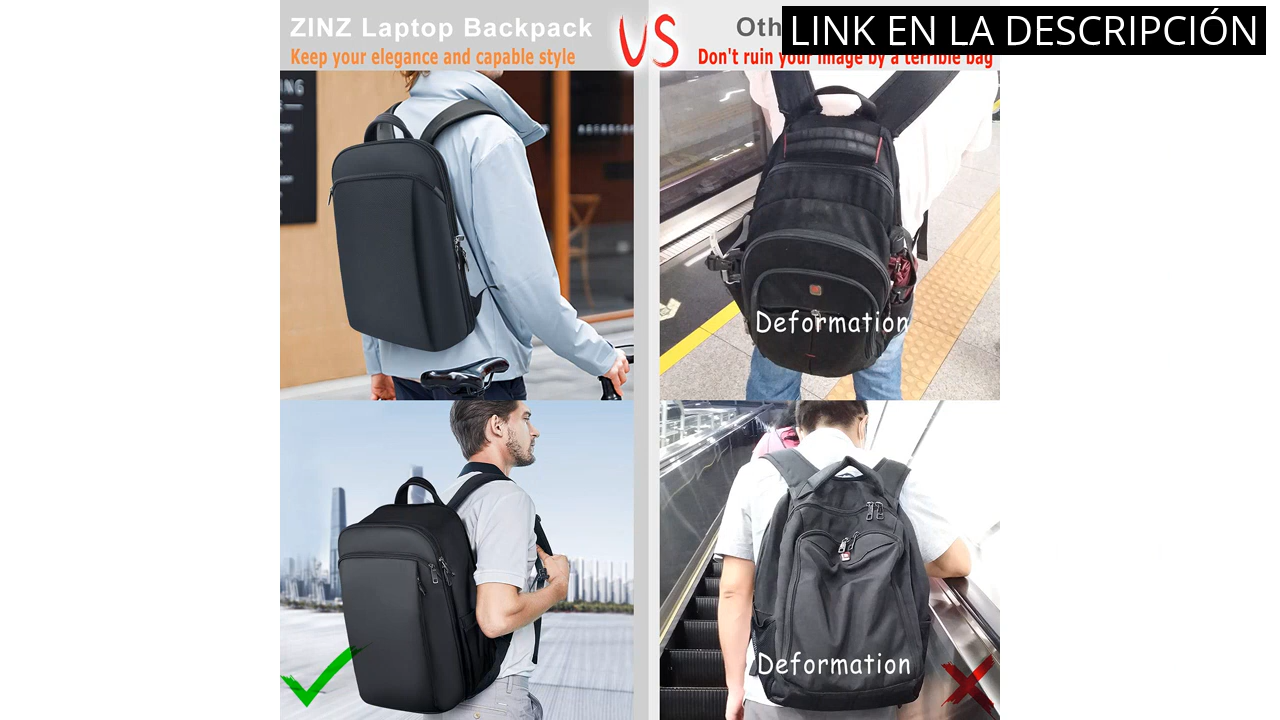 ZINZ Laptop Backpack
VS
Oth
LINK EN LA DESCRIPCIÓN
Keep your elegance and capable style
Don't ruin your image by a terrible bag
Deformation
Deformation